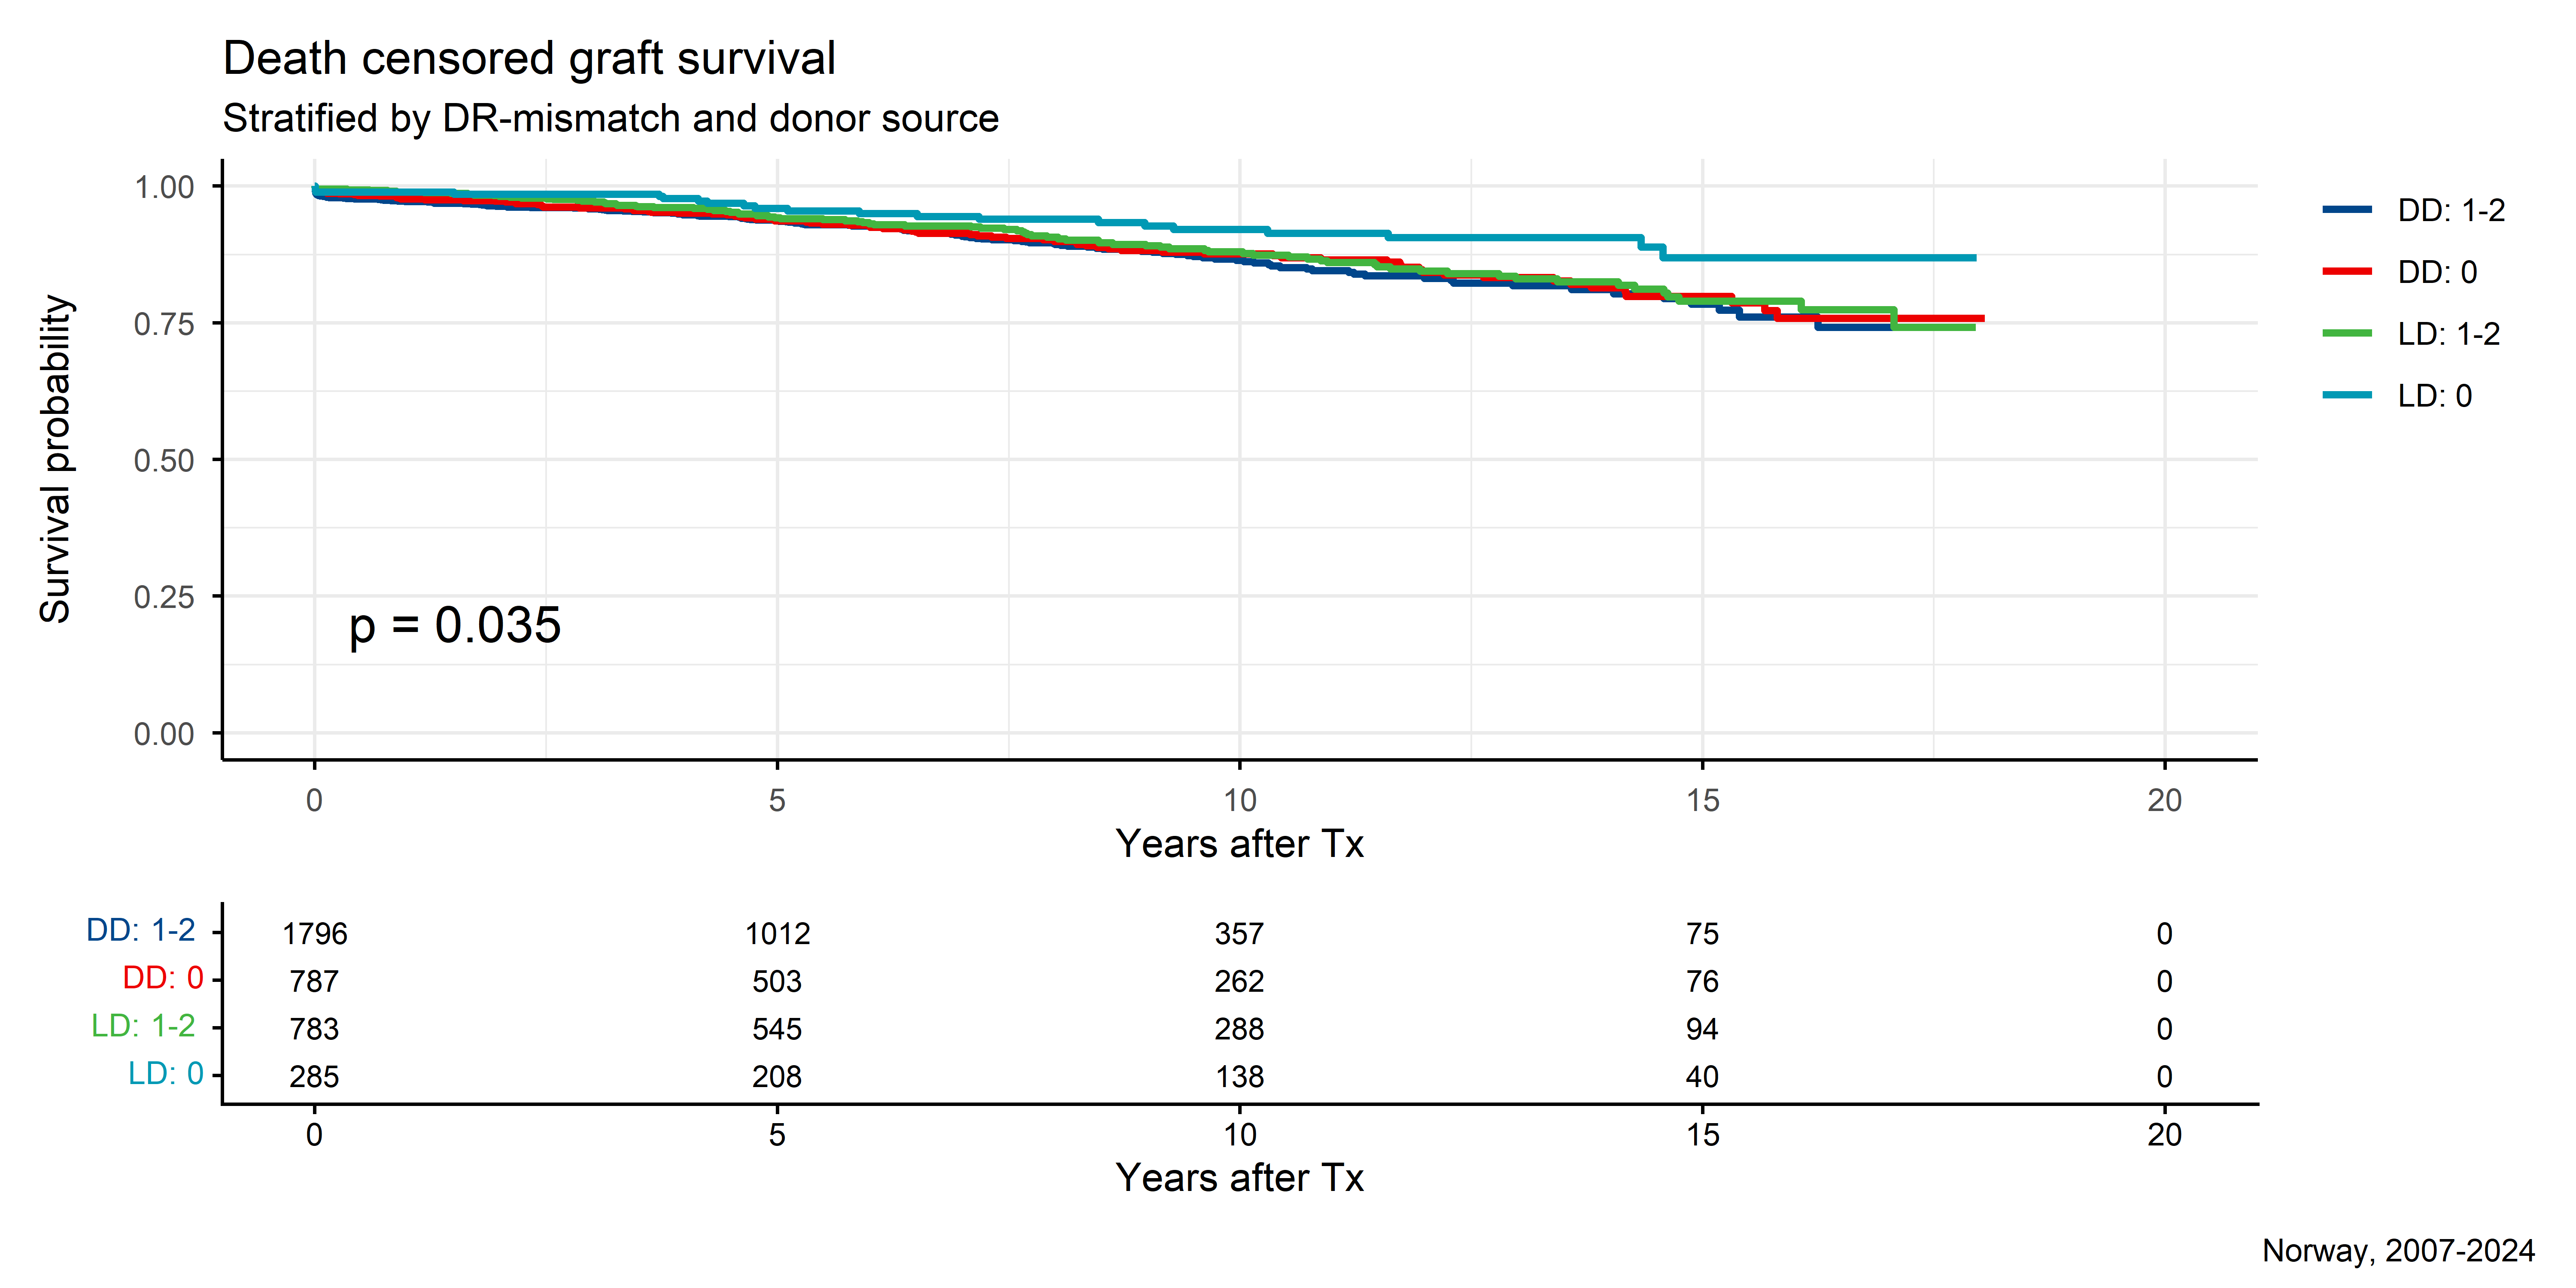 Death censored graft survival
Stratified by DR-mismatch and donor source
Survival probability
1.00
0.75
0.50
0.25
0.00
p = 0.035
0 5 10 15 20
Years after Tx
DD: 1-2
DD: 0
LD: 1-2
LD: 0
DD: 1-2 1796 1012 357 75 0
DD: 0 787 503 262 76 0
LD: 1-2 783 545 288 94 0
LD: 0 285 208 138 40 0
0 5 10 15 20
Years after Tx
Norway, 2007-2024